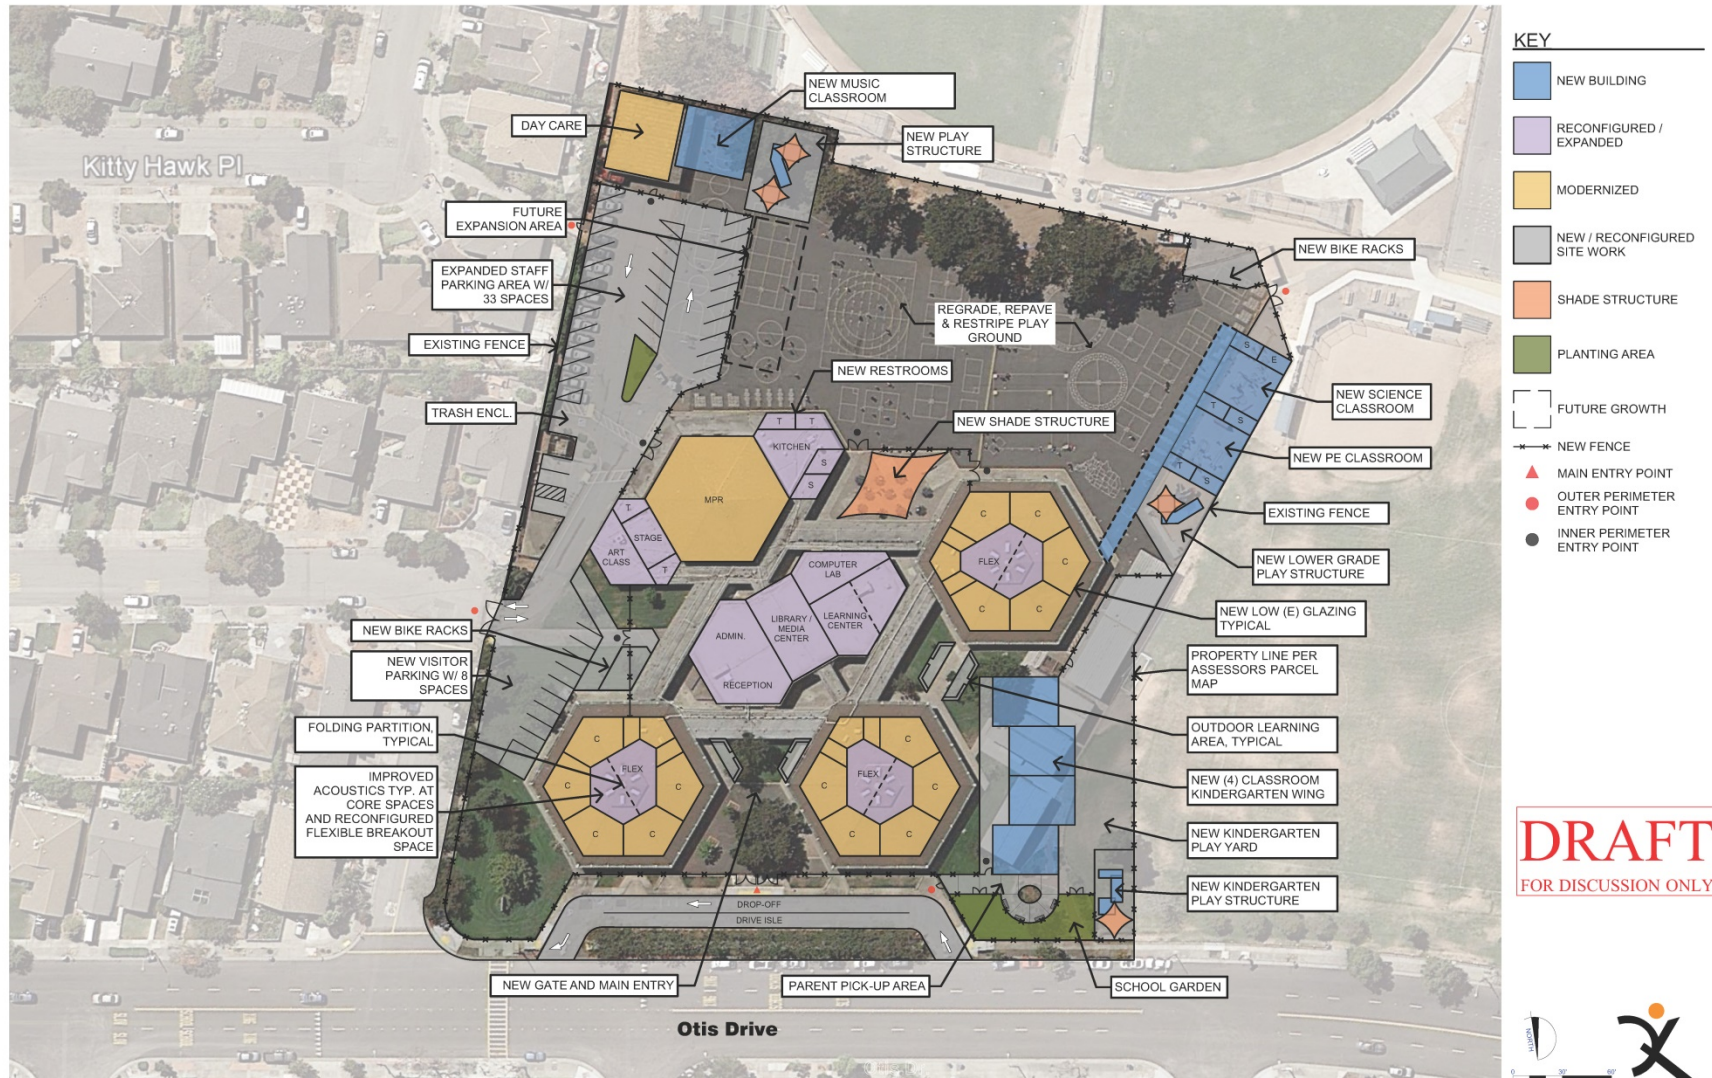 KEY
NEW BUILDING
RECONFIGURED /
EXPANDED
MODERNIZED
NEW / RECONFIGURED
SITE WORK
SHADE STRUCTURE
PLANTING AREA
FUTURE GROWTH
NEW FENCE
MAIN ENTRY POINT
OUTER PERIMETER
ENTRY POINT
INNER PERIMETER
ENTRY POINT
DRAFT
FOR DISCUSSION ONLY
NORTH
0 30' 60'
Kitty Hawk Pl
DAY CARE
NEW MUSIC
CLASSROOM
NEW PLAY
STRUCTURE
FUTURE
EXPANSION AREA
EXPANDED STAFF
PARKING AREA W/
33 SPACES
EXISTING FENCE
TRASH ENCL.
NEW BIKE RACKS
REGRADE, REPAVE
& RESTRIPE PLAY
GROUND
NEW RESTROOMS
NEW SHADE STRUCTURE
S
E
NEW SCIENCE
CLASSROOM
T
S
NEW PE CLASSROOM
T
S
EXISTING FENCE
NEW LOWER GRADE
PLAY STRUCTURE
NEW LOW (E) GLAZING
TYPICAL
PROPERTY LINE PER
ASSESSORS PARCEL
MAP
OUTDOOR LEARNING
AREA, TYPICAL
NEW (4) CLASSROOM
KINDERGARTEN WING
NEW KINDERGARTEN
PLAY YARD
NEW KINDERGARTEN
PLAY STRUCTURE
T
T
KITCHEN
S
S
MPR
T
STAGE
ART
CLASS
T
COMPUTER
LAB
LEARNING
CENTER
LIBRARY /
MEDIA
CENTER
ADMIN.
RECEPTION
C
C
C
FLEX
C
C
C
NEW BIKE RACKS
NEW VISITOR
PARKING W/ 8
SPACES
FOLDING PARTITION,
TYPICAL
IMPROVED
ACOUSTICS TYP. AT
CORE SPACES
AND RECONFIGURED
FLEXIBLE BREAKOUT
SPACE
C
C
FLEX
C
C
C
C
C
C
FLEX
C
C
C
C
DROP-OFF
DRIVE ISLE
NEW GATE AND MAIN ENTRY
PARENT PICK-UP AREA
SCHOOL GARDEN
Otis Drive